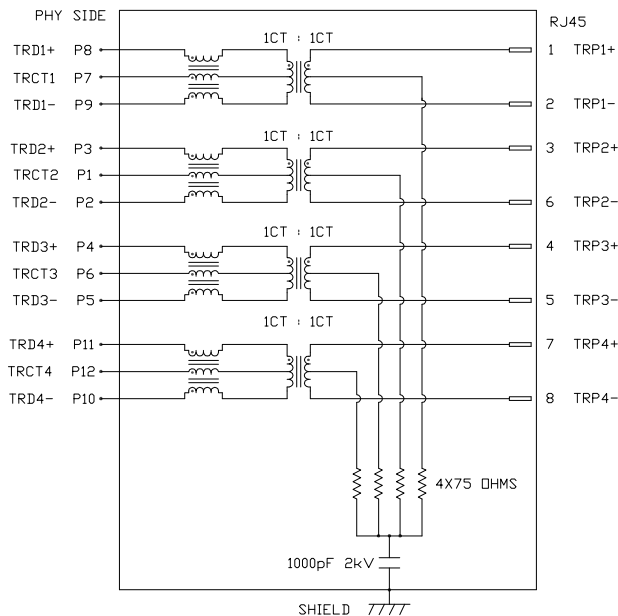 PHY SIDE
RJ45
1CT : 1CT
TRD1+ P8
1 TRP1+
TRCT1 P7
TRD1- P9
2 TRP1-
1CT : 1CT
TRD2+ P3
3 TRP2+
TRCT2 P1
TRD2- P2
6 TRP2-
1CT : 1CT
TRD3+ P4
4 TRP3+
TRCT3 P6
TRD3- P5
5 TRP3-
1CT : 1CT
TRD4+ P11
7 TRP4+
TRCT4 P12
TRD4- P10
8 TRP4-
4X75 OHMS
1000pF 2kV
SHIELD